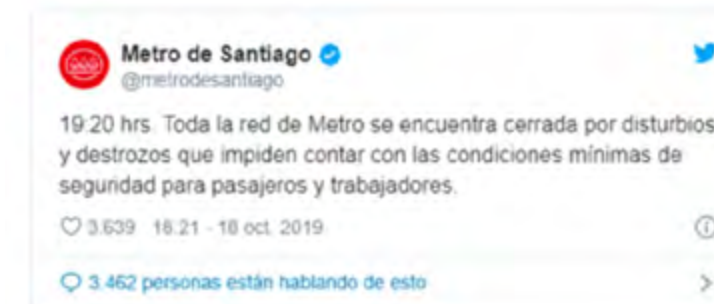 Metro de Santiago
@metrodesantiago
19:20 hrs. Toda la red de Metro se encuentra cerrada por disturbios
y destrozos que impiden contar con las condiciones mínimas de
seguridad para pasajeros y trabajadores.
3.639 16:21 - 18 oct. 2019
3.462 personas están hablando de esto